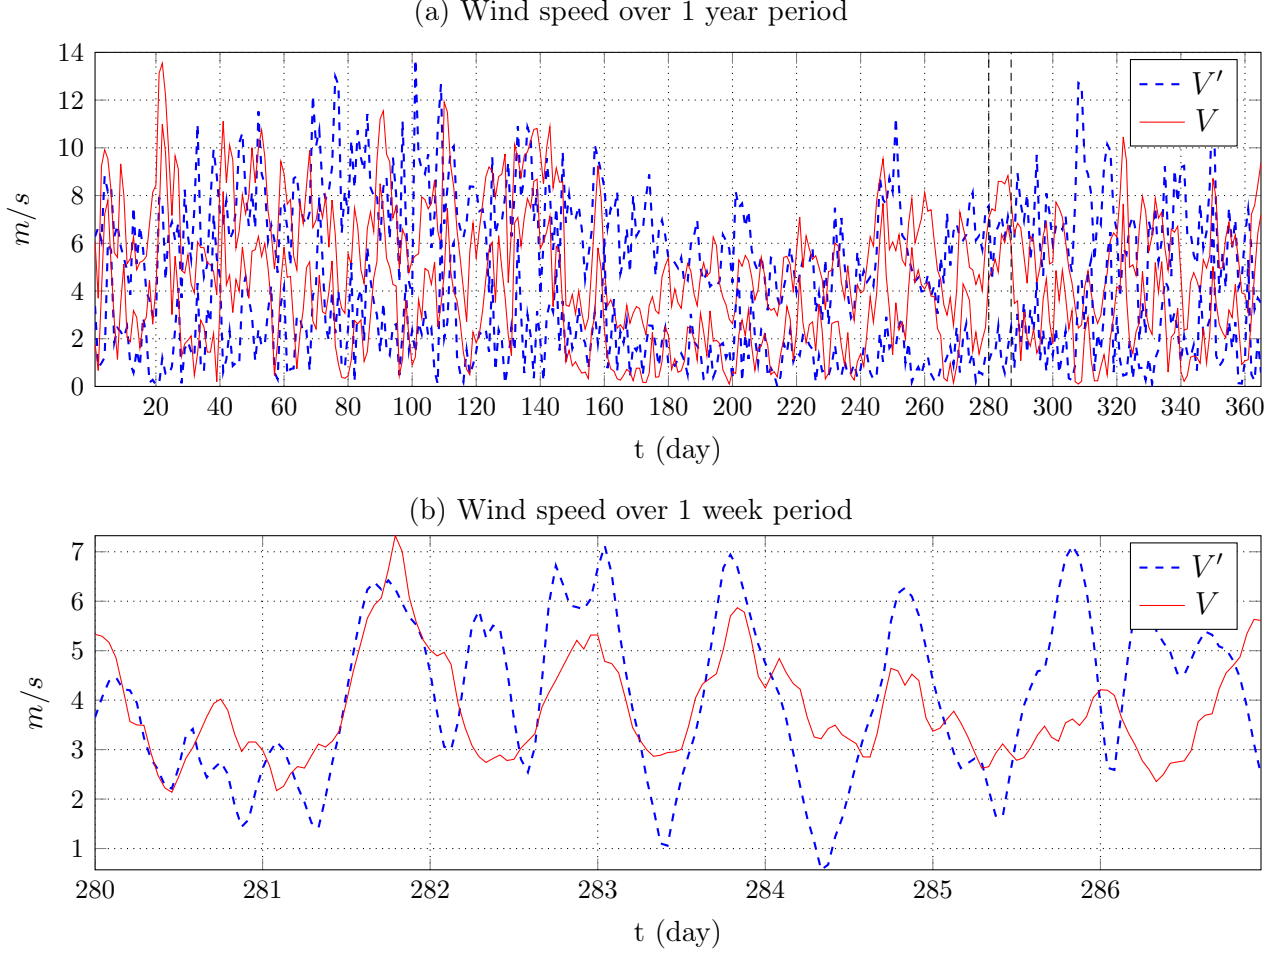 (a) Wind speed over 1 year period
14
12
10
8
6
4
2
0
m/s
V′
V
20 40 60 80 100 120 140 160 180 200 220 240 260 280 300 320 340 360
t (day)
(b) Wind speed over 1 week period
7
6
5
4
3
2
1
m/s
V′
V
280 281 282 283 284 285 286
t (day)